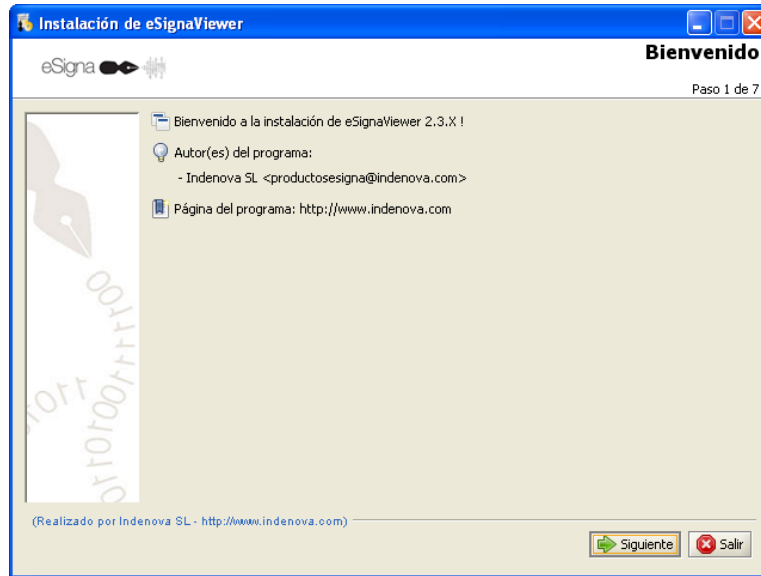 Instalación de eSignaViewer
eSigna
Bienvenido
Paso 1 de 7
Bienvenido a la instalación de eSignaViewer 2.3.X !
Autor(es) del programa:
- Indenova SL <productosesigna@indenova.com>
Página del programa: http://www.indenova.com
(Realizado por Indenova SL - http://www.indenova.com)
Siguiente
Salir